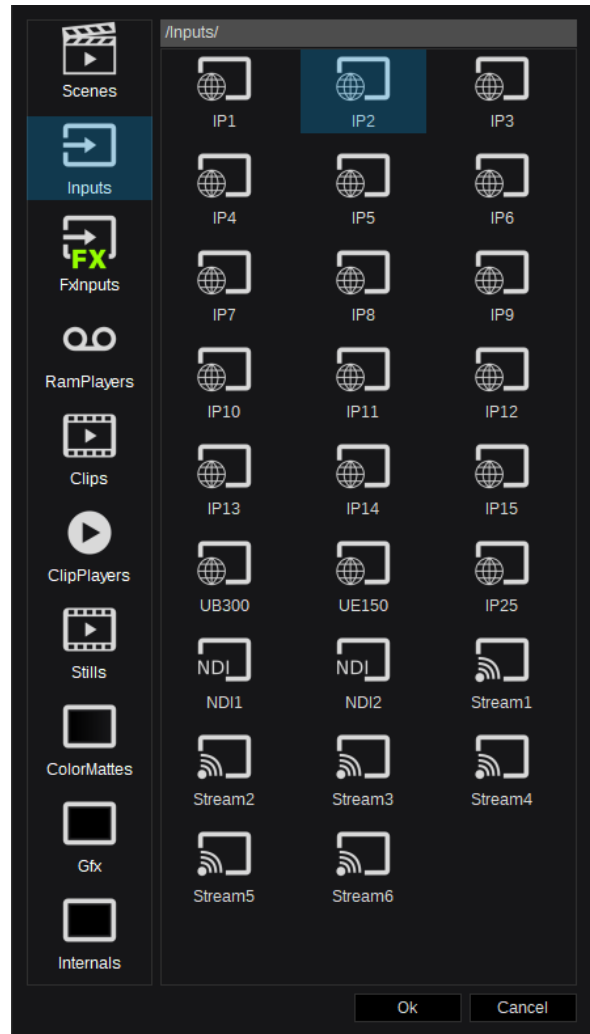 /Inputs/
Scenes
Inputs
FX
FxInputs
RamPlayers
Clips
ClipPlayers
Stills
ColorMattes
Gfx
Internals
IP1 IP2 IP3
IP4 IP5 IP6
IP7 IP8 IP9
IP10 IP11 IP12
IP13 IP14 IP15
UB300 UE150 IP25
NDI NDI
NDI1 NDI2 Stream1
Stream2 Stream3 Stream4
Stream5 Stream6
Ok Cancel